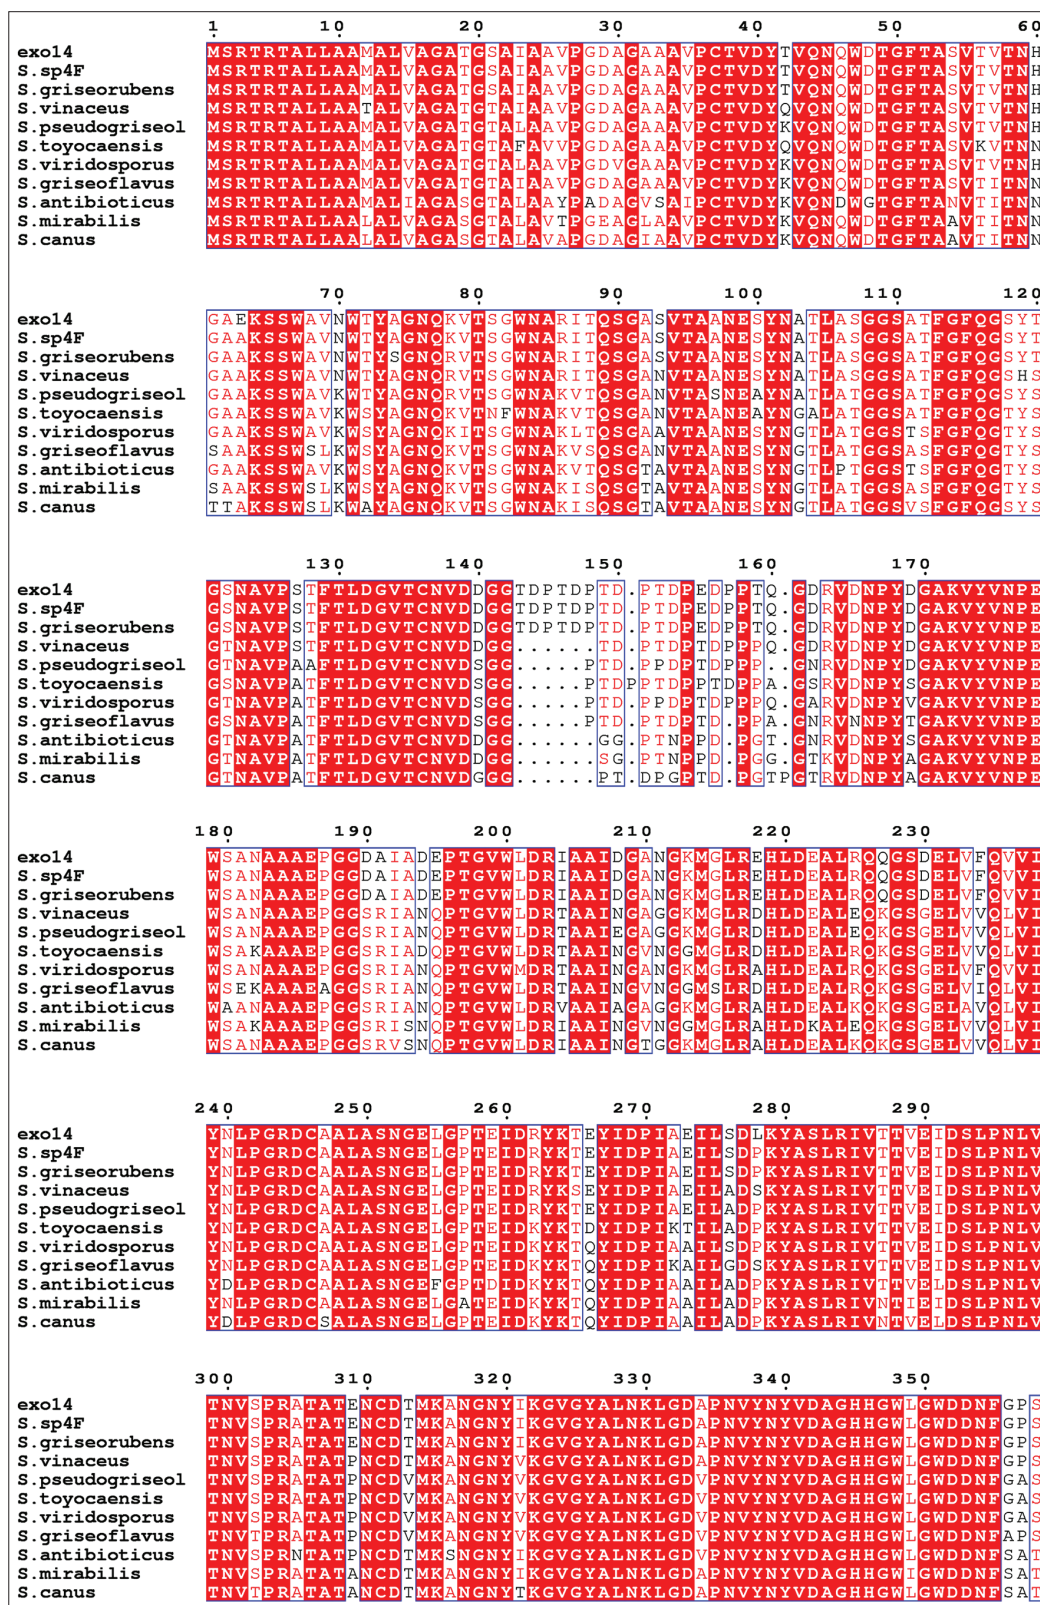 1 10 20 30 40 50 60
exo14 MSRTRTALLAAMALVAGATGSAIAAVPGDAGAAAVPCTVDYTVQNQWDTGFTASVTVTNH
S.sp4F MSRTRTALLAAMALVAGATGSAIAAVPGDAGAAAVPCTVDYTVQNQWDTGFTASVTVTNH
S.griseorubens MSRTRTALLAAMALVAGATGSAIAAVPGDAGAAAVPCTVDYTVQNQWDTGFTASVTVTNH
S.vinaceus MSRTRTALLAATALVAGATGTAIAAVPGDAGAAAVPCTVDYQVQNQWDTGFTASVTVTNH
S.pseudogriseol MSRTRTALLAAMALVAGATGTALAAVPGDAGAAAVPCTVDYKVQNQWDTGFTASVTVTNH
S.toyocaensis MSRTRTALLAAMALVAGATGTAFAVVPGDAGAAAVPCTVDYQVQNQWDTGFTASVKVTNN
S.viridosporus MSRTRTALLAAMALVAGATGTALAAVPGDVGAAAVPCTVDYKVQNQWDTGFTASVTVTNH
S.griseoflavus MSRTRTALLAAMALVAGATGTAIAAVPGDAGAAAVPCTVDYKVQNQWDTGFTASVTITNN
S.antibioticus MSRTRTALLAAMALIAGASGTALAAYPADAGVSAIPCTVDYKVQNDWGTGFTANVTITNN
S.mirabilis MSRTRTALLAALALVAGATGTALAVTPGEAGLAAVPCTVDYKVQNQWDTGFTAAVTITNN
S.canus MSRTRTALLAALALVAGASGTALAVAPGDAGIAAVPCTVDYKVQNQWDTGFTAAVTITNN
70 80 90 100 110 120
exo14 GAEKSSWAVNWTYAGNQKVTSGWNARITQSGASVTAANESYNATLASGGSATFGFQGSYT
S.sp4F GAAKSSWAVNWTYAGNQKVTSGWNARITQSGASVTAANESYNATLASGGSATFGFQGSYT
S.griseorubens GAAKSSWAVNWTYSGNQKVTSGWNARITQSGASVTAANESYNATLASGGSATFGFQGSYT
S.vinaceus GAAKSSWAVNWTYAGNQRVTSGWNARITQSGANVTAANESYNATLASGGSATFGFQGSHS
S.pseudogriseol GAAKSSWAVKWTYAGNQRVTSGWNAKVTQSGANVTASNEAYNATLATGGSATFGFQGSYS
S.toyocaensis GAAKSSWAVKWSYAGNQKVTNFWNAKVTQSGANVTAANEAYNGALATGGSATFGFQGTYS
S.viridosporus GAAKSSWAVKWSYAGNQKITSGWNAKLTQSGAAVTAANESYNGTLATGGSTSFGFQGTYS
S.griseoflavus SAAKSSWSLKWSYAGNQKVTSGWNAKVSQSGANVTAANESYNGTLATGGSASFGFQGTYS
S.antibioticus GAAKSSWAVKWSYAGNQKVTSGWNAKVTQSGTAVTAANESYNGTLPTGGSTSFGFQGTYS
S.mirabilis SAAKSSWSLKWSYAGNQKVTSGWNAKISQSGTAVTAANESYNGTLATGGSASFGFQGTYS
S.canus TTAKSSWSLKWAYAGNQKVTSGWNAKISQSGTAVTAANESYNGTLATGGSVSFGFQGSYS
130 140 150 160 170
exo14 GSNAVPSTFTLDGVTCNVDDGGTDPTDPTD.PTDPEDPPTQ.GDRVDNPYDGAKVYVNPE
S.sp4F GSNAVPSTFTLDGVTCNVDDGGTDPTDPTD.PTDPEDPPTQ.GDRVDNPYDGAKVYVNPE
S.griseorubens GSNAVPSTFTLDGVTCNVDDGGTDPTDPTD.PTDPEDPPTQ.GDRVDNPYDGAKVYVNPE
S.vinaceus GTNAVPSTFTLDGVTCNVDDGG......TD.PTDPTDPPPQ.GDRVDNPYDGAKVYVNPE
S.pseudogriseol GTNAVPAAFTLDGVTCNVDSGG.....PTD.PPDPTDPPP..GNRVDNPYDGAKVYVNPE
S.toyocaensis GSNAVPATFTLDGVTCNVDSGG.....PTDPPTDPPTDPPA.GSRVDNPYSGAKVYVNPE
S.viridosporus GTNAVPATFTLDGVTCNVDSGG.....PTD.PPDPTDPPPQ.GARVDNPYVGAKVYVNPE
S.griseoflavus GSNAVPATFTLDGVTCNVDSGG.....PTD.PTDPTD.PPA.GNRVNNPYTGAKVYVNPE
S.antibioticus GTNAVPATFTLDGVTCNVDDGG......GG.PTNPPD.PGT.GNRVDNPYSGAKVYVNPE
S.mirabilis GTNAVPATFTLDGVTCNVDDGG......SG.PTNPPD.PGG.GTKVDNPYAGAKVYVNPE
S.canus GTNAVPATFTLDGVTCNVDGGG......PT.DPGPTD.PGTPGTRVDNPYAGAKVYVNPE
180 190 200 210 220 230
exo14 WSANAAAEPGGDAIADEPTGVWLDRIAAIDGANGKMGLREHLDEALRQQGSDELVFQVVI
S.sp4F WSANAAAEPGGDAIADEPTGVWLDRIAAIDGANGKMGLREHLDEALRQQGSDELVFQVVI
S.griseorubens WSANAAAEPGGDAIADEPTGVWLDRIAAIDGANGKMGLREHLDEALRQQGSDELVFQVVI
S.vinaceus WSANAAAEPGGSRIANQPTGVWLDRTAAINGAGGKMGLRDHLDEALEQKGSGELVVQLVI
S.pseudogriseol WSANAAAEPGGSRIANQPTGVWLDRTAAIEGAGGKMGLRDHLDEALEQKGSGELVVQLVI
S.toyocaensis WSAKAAAEPGGSRIADQPTGVWLDRTAAINGVNGGMGLRDHLDEALRQKGSGELVVQLVI
S.viridosporus WSANAAAEPGGSRIANQPTGVWMDRTAAINGANGKMGLRAHLDEALRQKGSGELVFQVVI
S.griseoflavus WSEKAAAEAGGSRIANQPTGVWLDRTAAINGVNGGMSLRDHLDEALRQKGSGELVIQLVI
S.antibioticus WAANAAAEPGGSRIANQPTGVWLDRVAAIAGAGGKMGLRAHLDEALKQKGSGELAVQLVI
S.mirabilis WSAKAAAEPGGSRISNQPTGVWLDRIAAINGVNGGMGLRAHLDKALEQKGSGELVVQLVI
S.canus WSANAAAEPGGSRVSNQPTGVWLDRIAAINGTGGKMGLRAHLDEALKQKGSGELVVQLVI
240 250 260 270 280 290
exo14 YNLPGRDCAALASNGELGPTEIDRYKTEYIDPIAEILSDLKYASLRIVTTVEIDSLPNLV
S.sp4F YNLPGRDCAALASNGELGPTEIDRYKTEYIDPIAEILSDPKYASLRIVTTVEIDSLPNLV
S.griseorubens YNLPGRDCAALASNGELGPTEIDRYKTEYIDPIAEILSDPKYASLRIVTTVEIDSLPNLV
S.vinaceus YNLPGRDCAALASNGELGPTEIDRYKSEYIDPIAEILADSKYASLRIVTTVEIDSLPNLV
S.pseudogriseol YNLPGRDCAALASNGELGPTEIDRYKTEYIDPIAEILADPKYASLRIVTTVEIDSLPNLV
S.toyocaensis YNLPGRDCAALASNGELGPTEIDKYKTDYIDPIKTILADPKYASLRIVTTVEIDSLPNLV
S.viridosporus YNLPGRDCAALASNGELGPTEIDKYKTQYIDPIAAILSDPKYASLRIVTTVEIDSLPNLV
S.griseoflavus YNLPGRDCAALASNGELGPTEIDKYKTQYIDPIKAILGDSKYASLRIVTTVEIDSLPNLV
S.antibioticus YDLPGRDCAALASNGEFGPTDIDKYKTQYIDPIAAILADPKYASLRIVTTVELDSLPNLV
S.mirabilis YNLPGRDCAALASNGELGATEIDKYKTQYIDPIAAILADPKYASLRIVNTIEIDSLPNLV
S.canus YDLPGRDCSALASNGELGPTEIDKYKTQYIDPIAAILADPKYASLRIVTTVELDSLPNLV
300 310 320 330 340 350
exo14 TNVSPRATATENCDTMKANGNYIKGVGYALNKLGDAPNVYNYVDAGHHGWLGWDDNFGPS
S.sp4F TNVSPRATATENCDTMKANGNYIKGVGYALNKLGDAPNVYNYVDAGHHGWLGWDDNFGPS
S.griseorubens TNVSPRATATENCDTMKANGNYIKGVGYALNKLGDAPNVYNYVDAGHHGWLGWDDNFGPS
S.vinaceus TNVSPRATATPNCDTMKANGNYVKGVGYALNKLGDAPNVYNYVDAGHHGWLGWDDNFGPS
S.pseudogriseol TNVSPRATATPNCDVMKANGNYVKGVGYALNKLGDVPNVYNYVDAGHHGWLGWDDNFGAS
S.toyocaensis TNVSPRATATPNCDVMKANGNYVKGVGYALNKLGDVPNVYNYVDAGHHGWLGWDDNFGAS
S.viridosporus TNVSPRATATPNCDVMKANGNYVKGVGYALNKLGDVPNVYNYVDAGHHGWLGWDDNFGAS
S.griseoflavus TNVTPRATATPNCDVMKANGNYVKGVGYALNKLGDVPNVYNYVDAGHHGWLGWDDNFAPS
S.antibioticus TNVSPRNTATPNCDTMKSNGNYIKGVGYALNKLGDVPNVYNYVDAGHHGWLGWDDNFSAT
S.mirabilis TNVSPRATATANCDTMKANGNYIKGVGYALNKLGDAPNVYNYVDAGHHGWIGWDDNFSAT
S.canus TNVTPRATATANCDTMKANGNYTKGVGYALNKLGDAPNVYNYVDAGHHGWLGWDDNFSAT